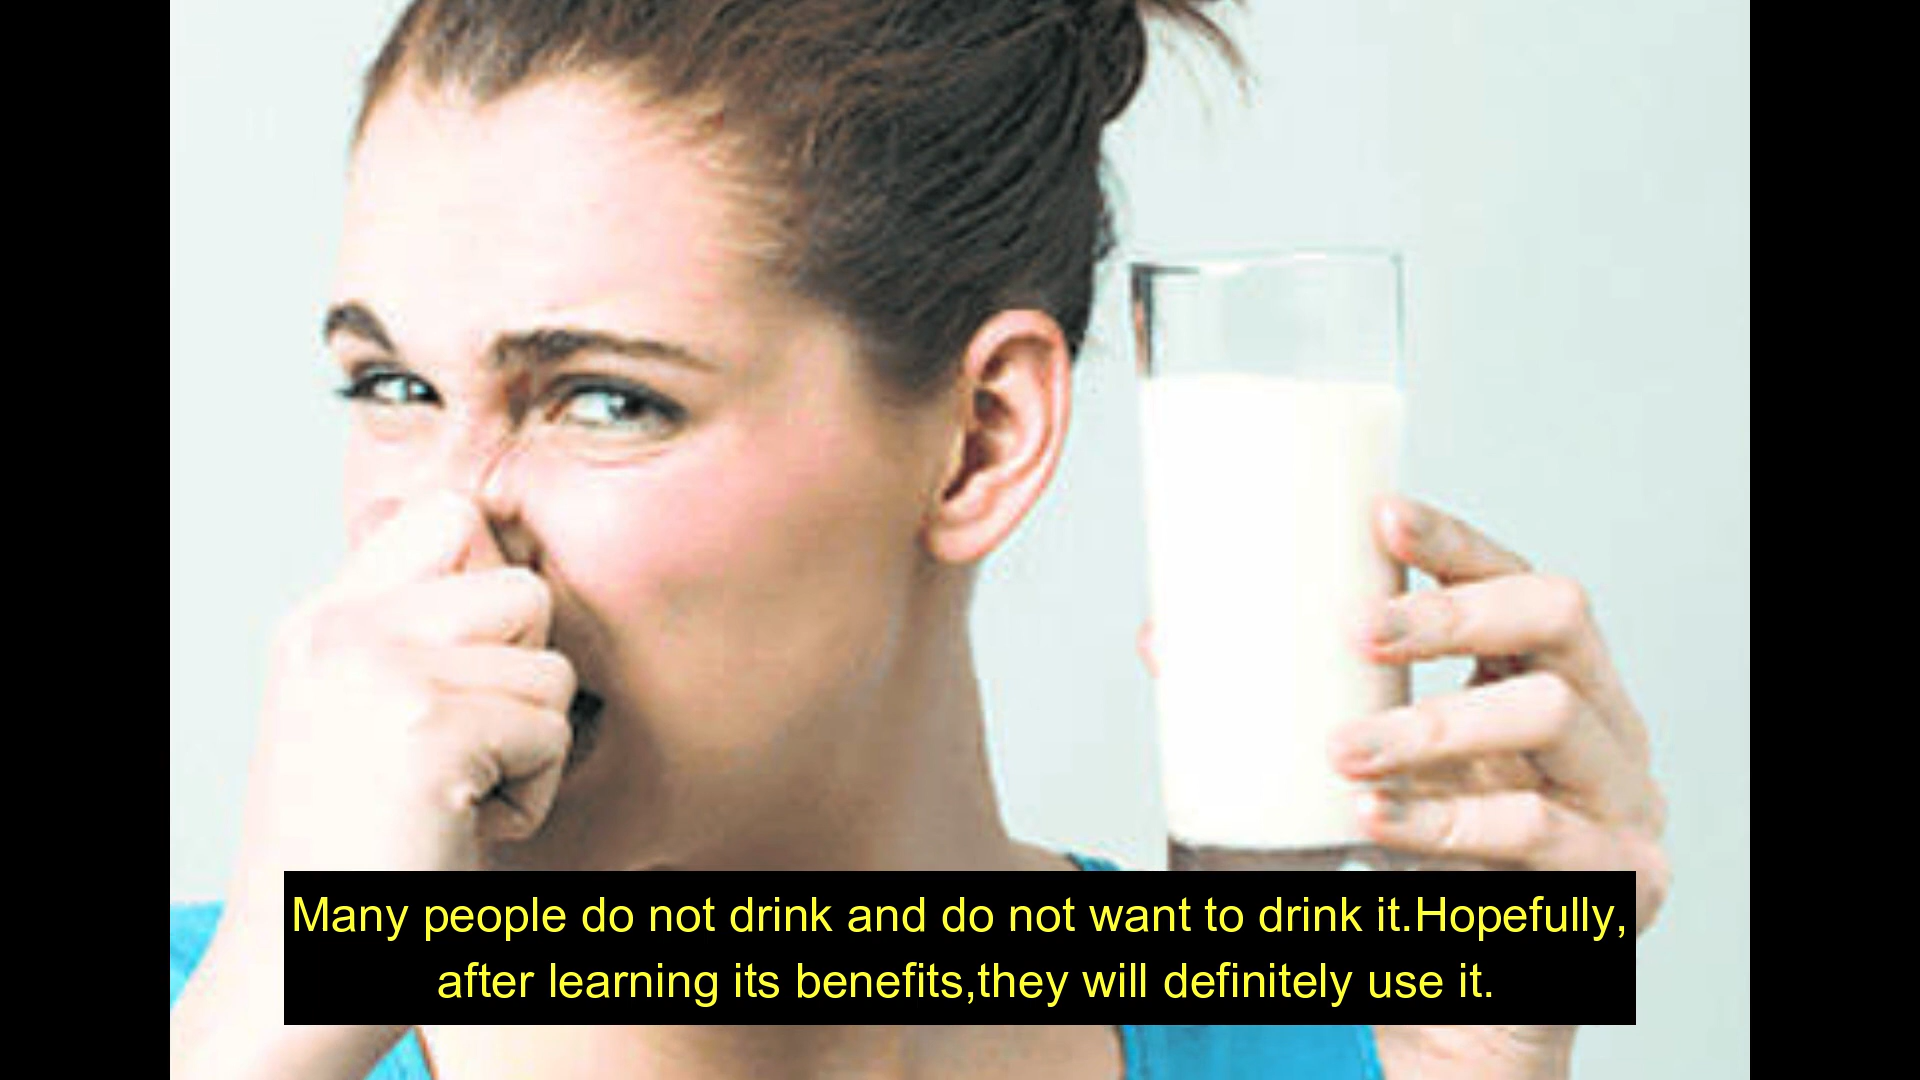 Many people do not drink and do not want to drink it.Hopefully,
after learning its benefits,they will definitely use it.